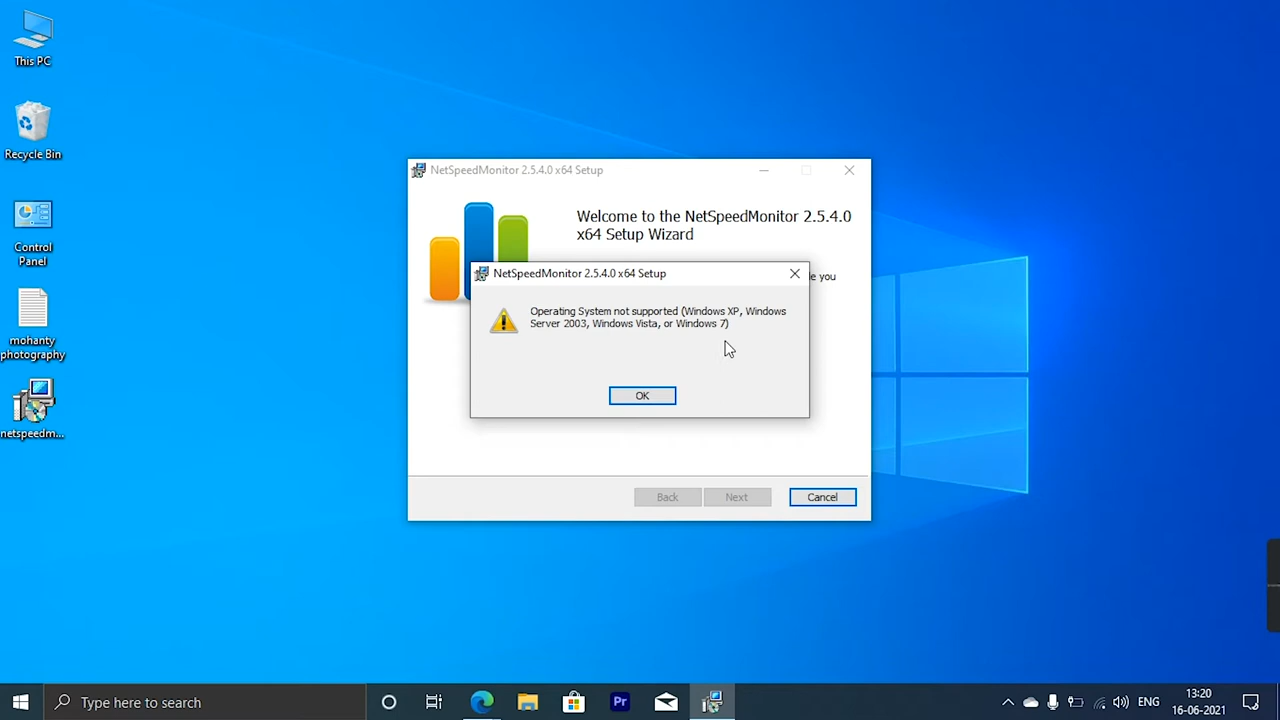 This PC
Recycle Bin
Control
Panel
mohanty
photography
netspeedm...
NetSpeedMonitor 2.5.4.0 x64 Setup
Welcome to the NetSpeedMonitor 2.5.4.0
x64 Setup Wizard
you
NetSpeedMonitor 2.5.4.0 x64 Setup
Operating System not supported (Windows XP, Windows
Server 2003, Windows Vista, or Windows 7)
OK
Back
Next
Cancel
Type here to search
Pr
ENG
13:20
16-06-2021